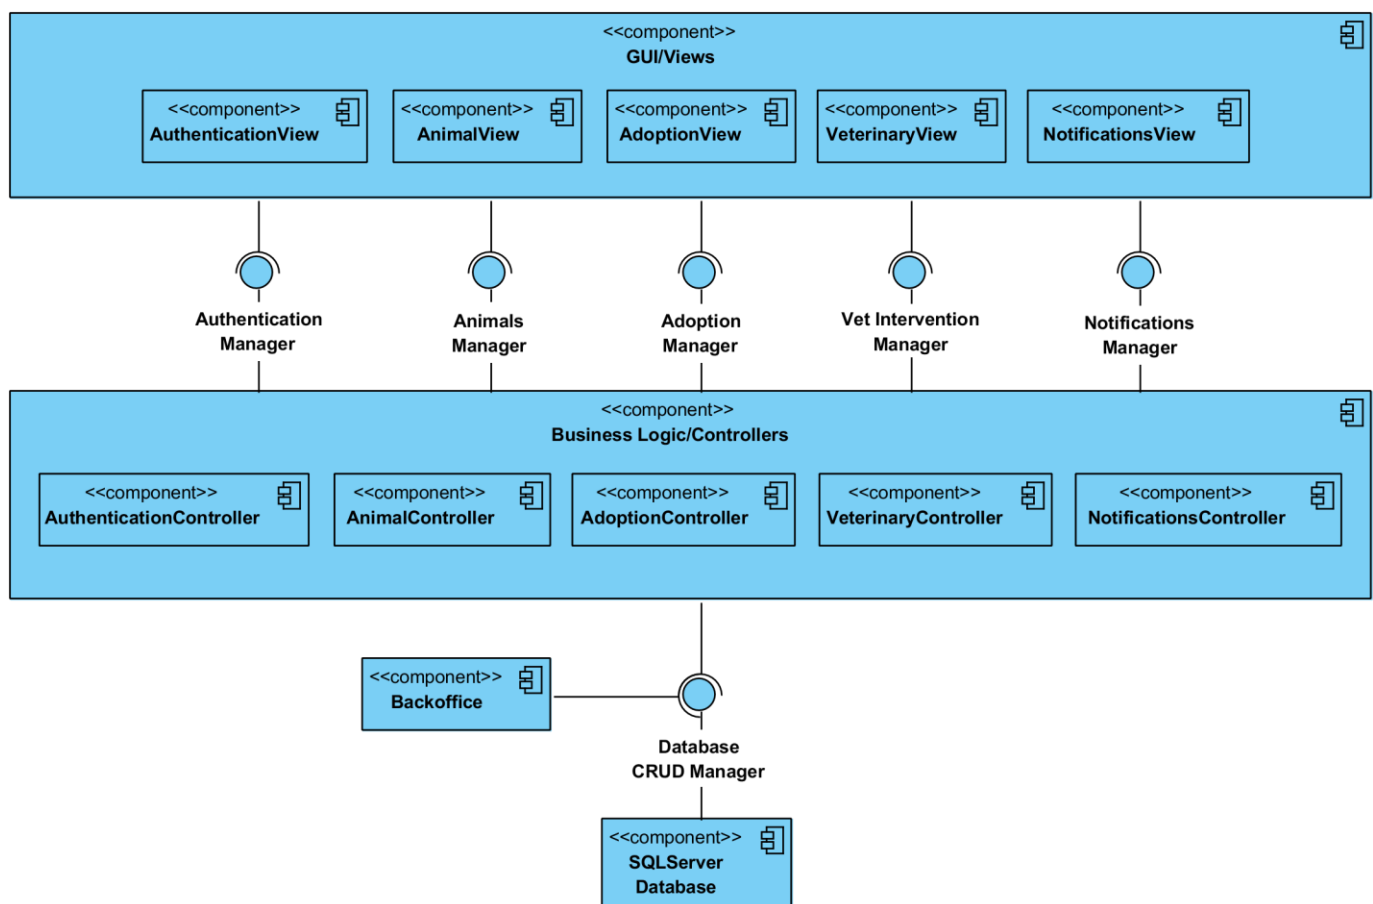 <<component>>
GUI/Views
<<component>>
AuthenticationView
<<component>>
AnimalView
<<component>>
AdoptionView
<<component>>
VeterinaryView
<<component>>
NotificationsView
Authentication
Manager
Animals
Manager
Adoption
Manager
Vet Intervention
Manager
Notifications
Manager
<<component>>
Business Logic/Controllers
<<component>>
AuthenticationController
<<component>>
AnimalController
<<component>>
AdoptionController
<<component>>
VeterinaryController
<<component>>
NotificationsController
<<component>>
Backoffice
Database
CRUD Manager
<<component>>
SQLServer
Database